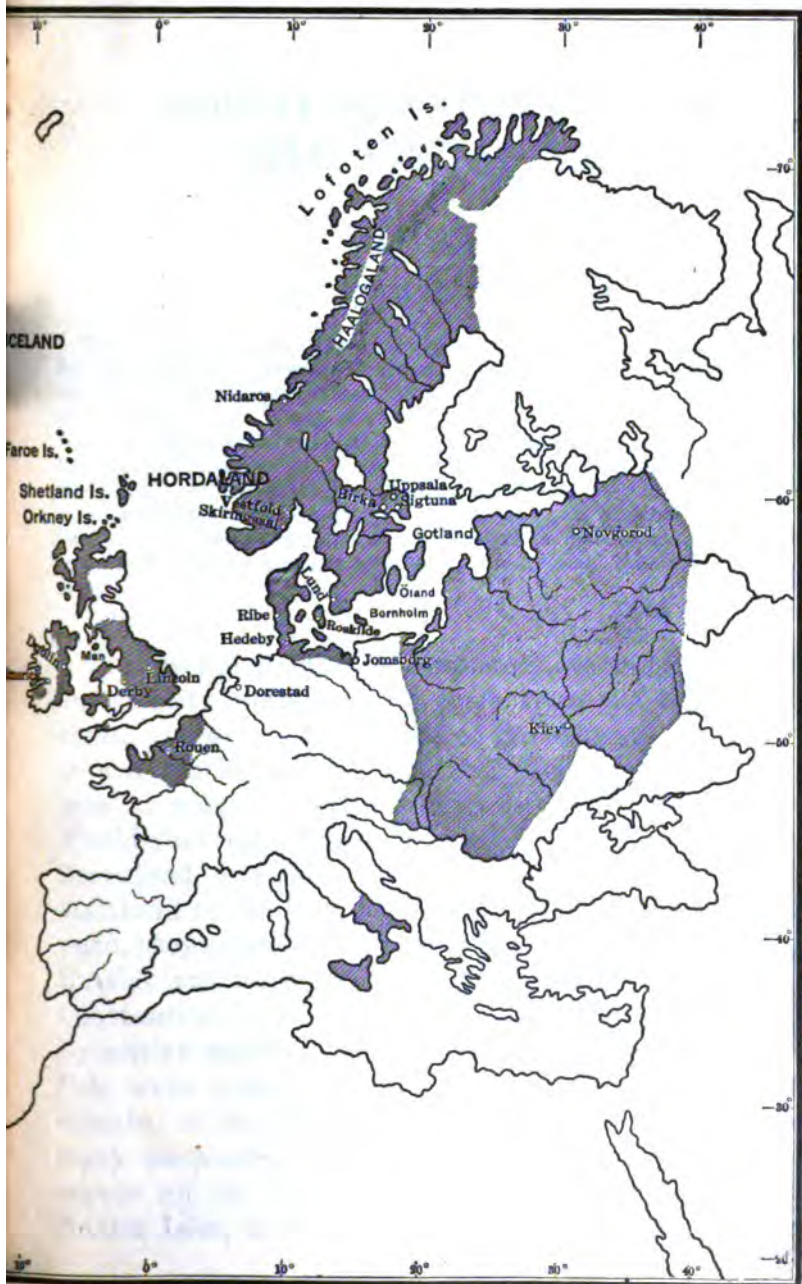 10°
0°
10°
20°
30°
40°
Lofoten Is.
70°
HAALOGALAND
ICELAND
Nidaros
Faroe Is.
HORDALAND
Shetland Is.
Uppsala
Birka
Sigtuna
60°
Orkney Is.
estfold
Skiringssal
Novgorod
Gotland
Lund
Öland
Ribe
Bornholm
Roskilde
Hedeby
Jomsborg
Man
Lincoln
Derby
Dorestad
Kiev
50°
Rouen
40°
30°
10°
0°
10°
20°
30°
40°